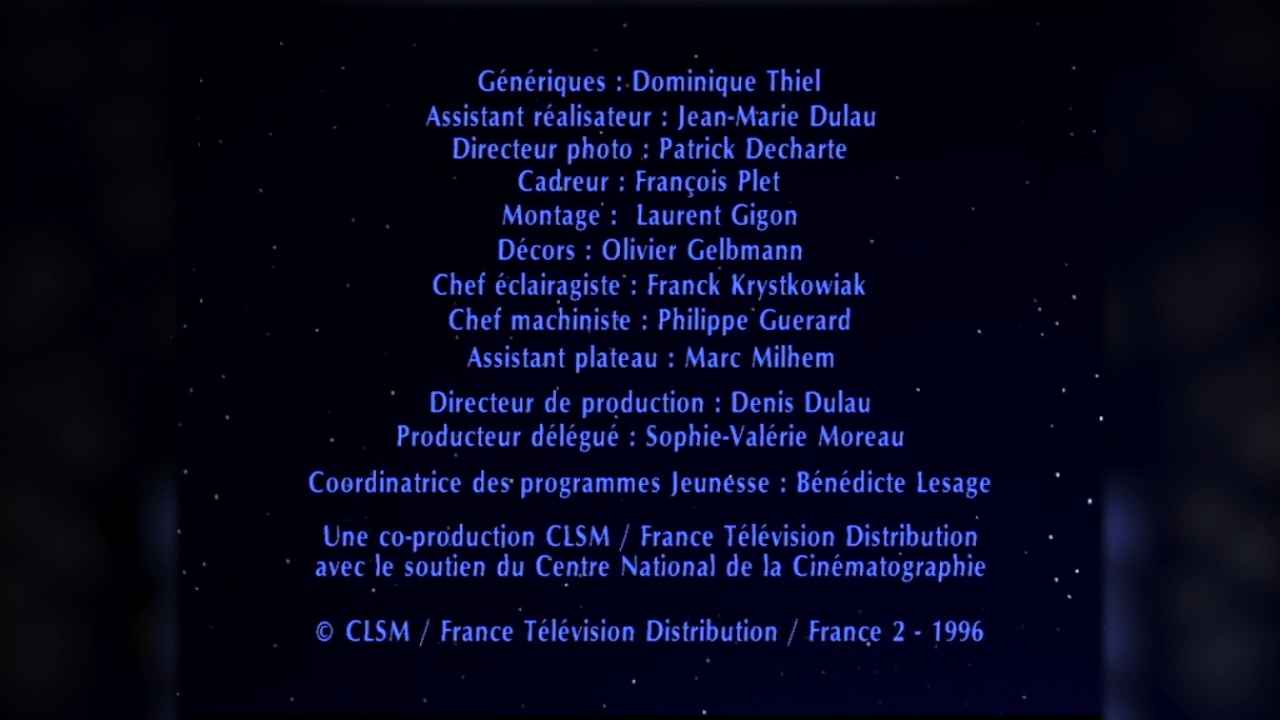 Génériques : Dominique Thiel
Assistant réalisateur : Jean-Marie Dulau
Directeur photo : Patrick Decharte
Cadreur : François Plet
Montage : Laurent Gigon
Décors : Olivier Gelbmann
Chef éclairagiste : Franck Krystkowiak
Chef machiniste : Philippe Guerard
Assistant plateau : Marc Milhem
Directeur de production : Denis Dulau
Producteur délégué : Sophie-Valérie Moreau
Coordinatrice des programmes Jeunesse : Bénédicte Lesage
Une co-production CLSM / France Télévision Distribution
avec le soutien du Centre National de la Cinématographie
© CLSM / France Télévision Distribution / France 2 - 1996